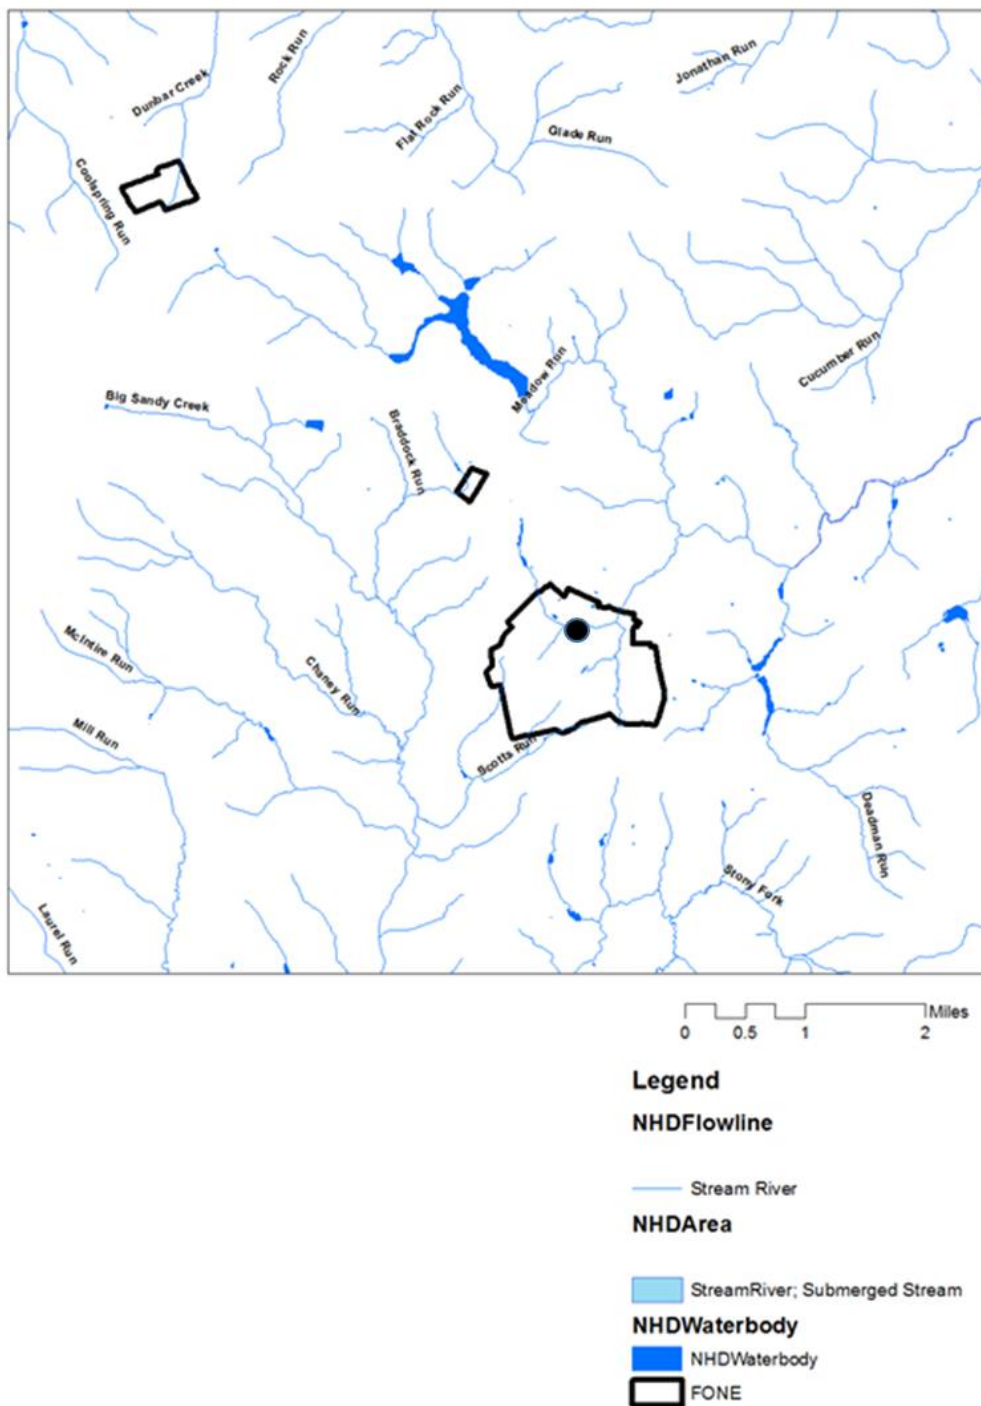 Jonathan Run
Rock Run
Dunbar Creek
Flat Rock Run
Glade Run
Coolspring Run
Cucumber Run
Meadow Run
Big Sandy Creek
Braddock Run
McIntire Run
Chaney Run
Mill Run
Scotts Run
Deadman Run
Stony Fork
Laurel Run
Miles
0 0.5 1 2
Legend
NHDFlowline
Stream River
NHDArea
StreamRiver; Submerged Stream
NHDWaterbody
NHDWaterbody
FONE